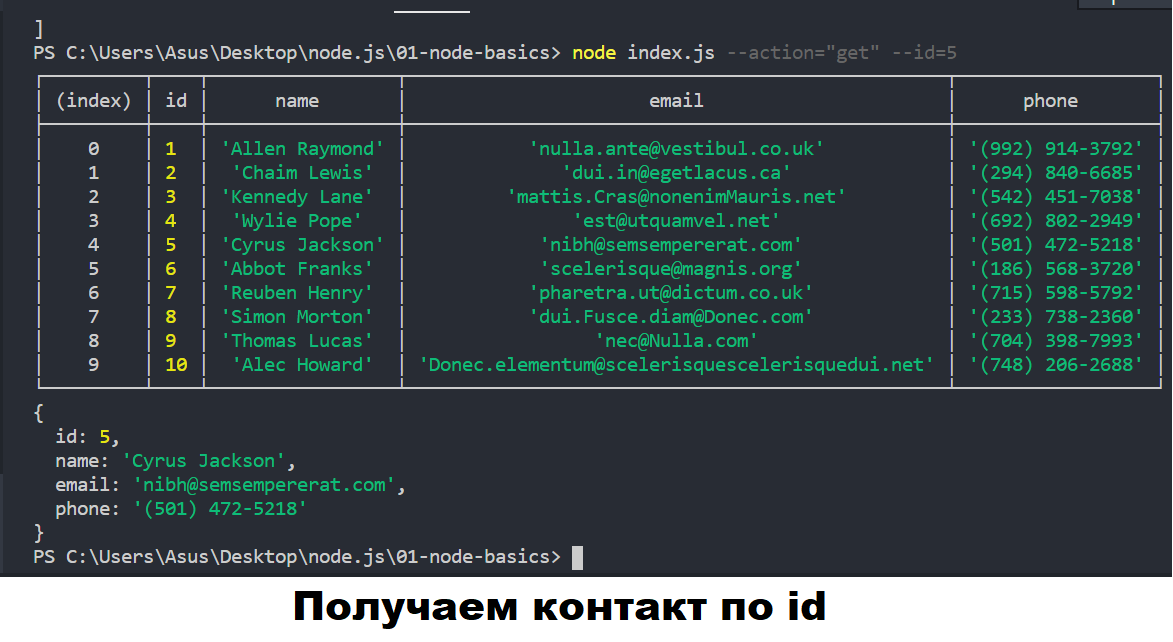 ]
PS C:\Users\Asus\Desktop\node.js\01-node-basics> node index.js --action="get" --id=5
(index) id name email phone
0 1 'Allen Raymond' 'nulla.ante@vestibul.co.uk' '(992) 914-3792'
1 2 'Chaim Lewis' 'dui.in@egetlacus.ca' '(294) 840-6685'
2 3 'Kennedy Lane' 'mattis.Cras@nonenimMauris.net' '(542) 451-7038'
3 4 'Wylie Pope' 'est@utquamvel.net' '(692) 802-2949'
4 5 'Cyrus Jackson' 'nibh@semsempererat.com' '(501) 472-5218'
5 6 'Abbot Franks' 'scelerisque@magnis.org' '(186) 568-3720'
6 7 'Reuben Henry' 'pharetra.ut@dictum.co.uk' '(715) 598-5792'
7 8 'Simon Morton' 'dui.Fusce.diam@Donec.com' '(233) 738-2360'
8 9 'Thomas Lucas' 'nec@Nulla.com' '(704) 398-7993'
9 10 'Alec Howard' 'Donec.elementum@scelerisquescelerisquedui.net' '(748) 206-2688'
{
id: 5,
name: 'Cyrus Jackson',
email: 'nibh@semsempererat.com',
phone: '(501) 472-5218'
}
PS C:\Users\Asus\Desktop\node.js\01-node-basics>
Получаем контакт по id